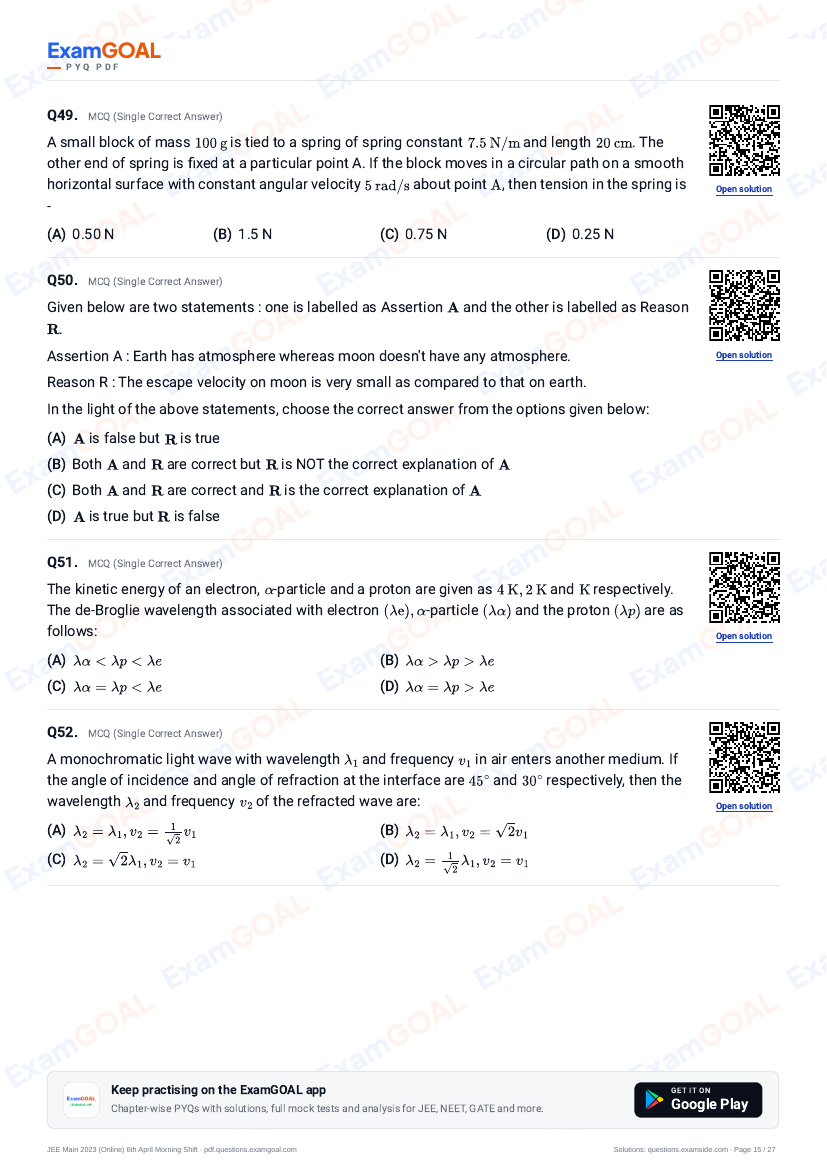 ExamGOAL
PYQ PDF
Q49. MCQ (Single Correct Answer)
A small block of mass 100 g is tied to a spring of spring constant 7.5 N/m and length 20 cm. The
other end of spring is fixed at a particular point A. If the block moves in a circular path on a smooth
horizontal surface with constant angular velocity 5 rad/s about point A, then tension in the spring is
-
Open solution
(A) 0.50 N (B) 1.5 N (C) 0.75 N (D) 0.25 N
Q50. MCQ (Single Correct Answer)
Given below are two statements : one is labelled as Assertion A and the other is labelled as Reason
R.
Open solution
Assertion A : Earth has atmosphere whereas moon doesn't have any atmosphere.
Reason R : The escape velocity on moon is very small as compared to that on earth.
In the light of the above statements, choose the correct answer from the options given below:
(A) A is false but R is true
(B) Both A and R are correct but R is NOT the correct explanation of A
(C) Both A and R are correct and R is the correct explanation of A
(D) A is true but R is false
Q51. MCQ (Single Correct Answer)
The kinetic energy of an electron, α-particle and a proton are given as 4 K, 2 K and K respectively.
The de-Broglie wavelength associated with electron (λe), α-particle (λα) and the proton (λp) are as
follows:
Open solution
(A) λα < λp < λe (B) λα > λp > λe
(C) λα = λp < λe (D) λα = λp > λe
Q52. MCQ (Single Correct Answer)
A monochromatic light wave with wavelength λ₁ and frequency v₁ in air enters another medium. If
the angle of incidence and angle of refraction at the interface are 45° and 30° respectively, then the
wavelength λ₂ and frequency v₂ of the refracted wave are:
Open solution
(A) λ₂ = λ₁, v₂ = 1/√2 v₁ (B) λ₂ = λ₁, v₂ = √2v₁
(C) λ₂ = √2λ₁, v₂ = v₁ (D) λ₂ = 1/√2 λ₁, v₂ = v₁
Keep practising on the ExamGOAL app
Chapter-wise PYQs with solutions, full mock tests and analysis for JEE, NEET, GATE and more.
GET IT ON
Google Play
JEE Main 2023 (Online) 6th April Morning Shift · pdf.questions.examgoal.com
Solutions: questions.examside.com · Page 15 / 27